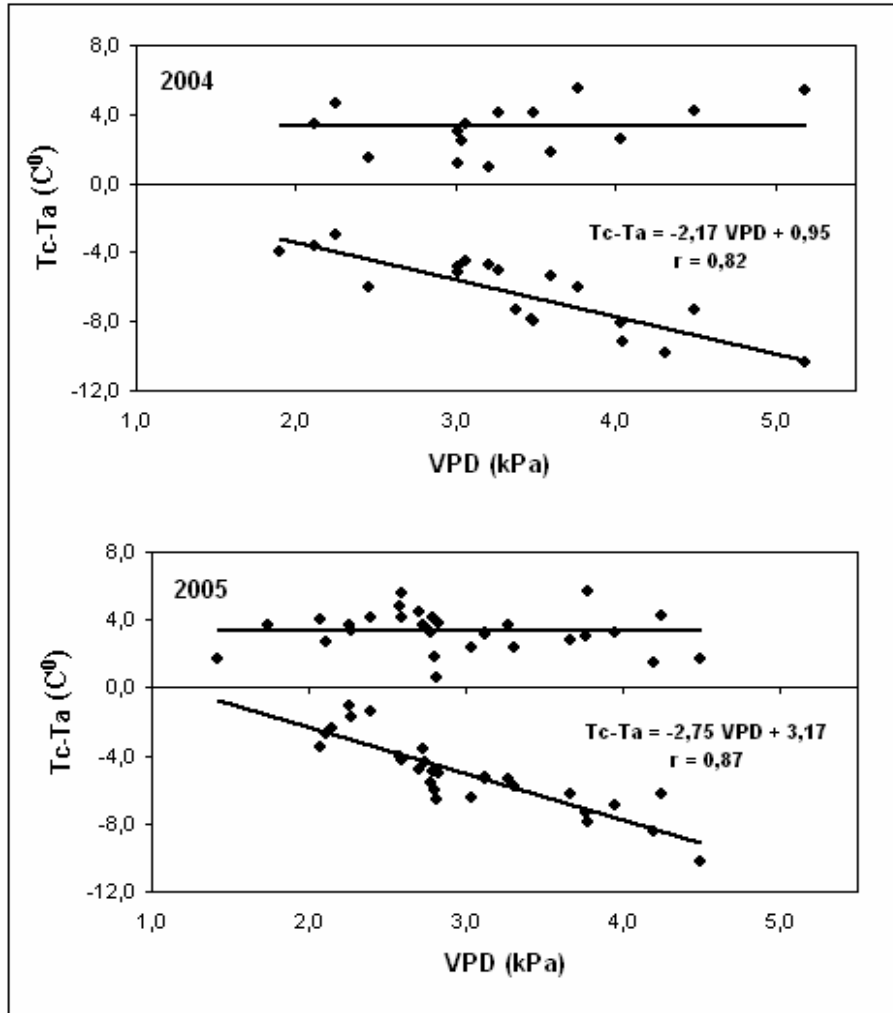 8,0
2004
4,0
0,0
Tc-Ta (C⁰)
Tc-Ta = -2,17 VPD + 0,95
r = 0,82
-4,0
-8,0
-12,0
1,0 2,0 3,0 4,0 5,0
VPD (kPa)
8,0
2005
4,0
0,0
Tc-Ta (C⁰)
Tc-Ta = -2,75 VPD + 3,17
r = 0,87
-4,0
-8,0
-12,0
1,0 2,0 3,0 4,0 5,0
VPD (kPa)